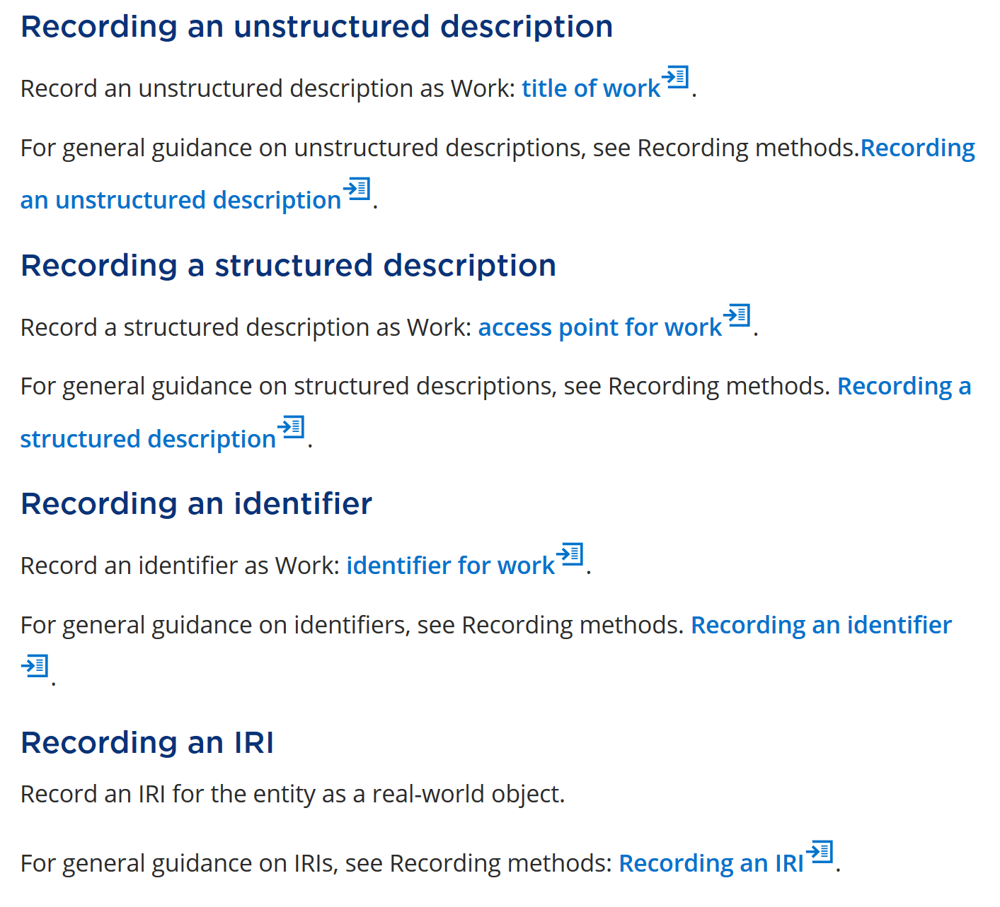 Recording an unstructured description
Record an unstructured description as Work: title of work.
For general guidance on unstructured descriptions, see Recording methods.Recording
an unstructured description.
Recording a structured description
Record a structured description as Work: access point for work.
For general guidance on structured descriptions, see Recording methods. Recording a
structured description.
Recording an identifier
Record an identifier as Work: identifier for work.
For general guidance on identifiers, see Recording methods. Recording an identifier
.
Recording an IRI
Record an IRI for the entity as a real-world object.
For general guidance on IRIs, see Recording methods: Recording an IRI.